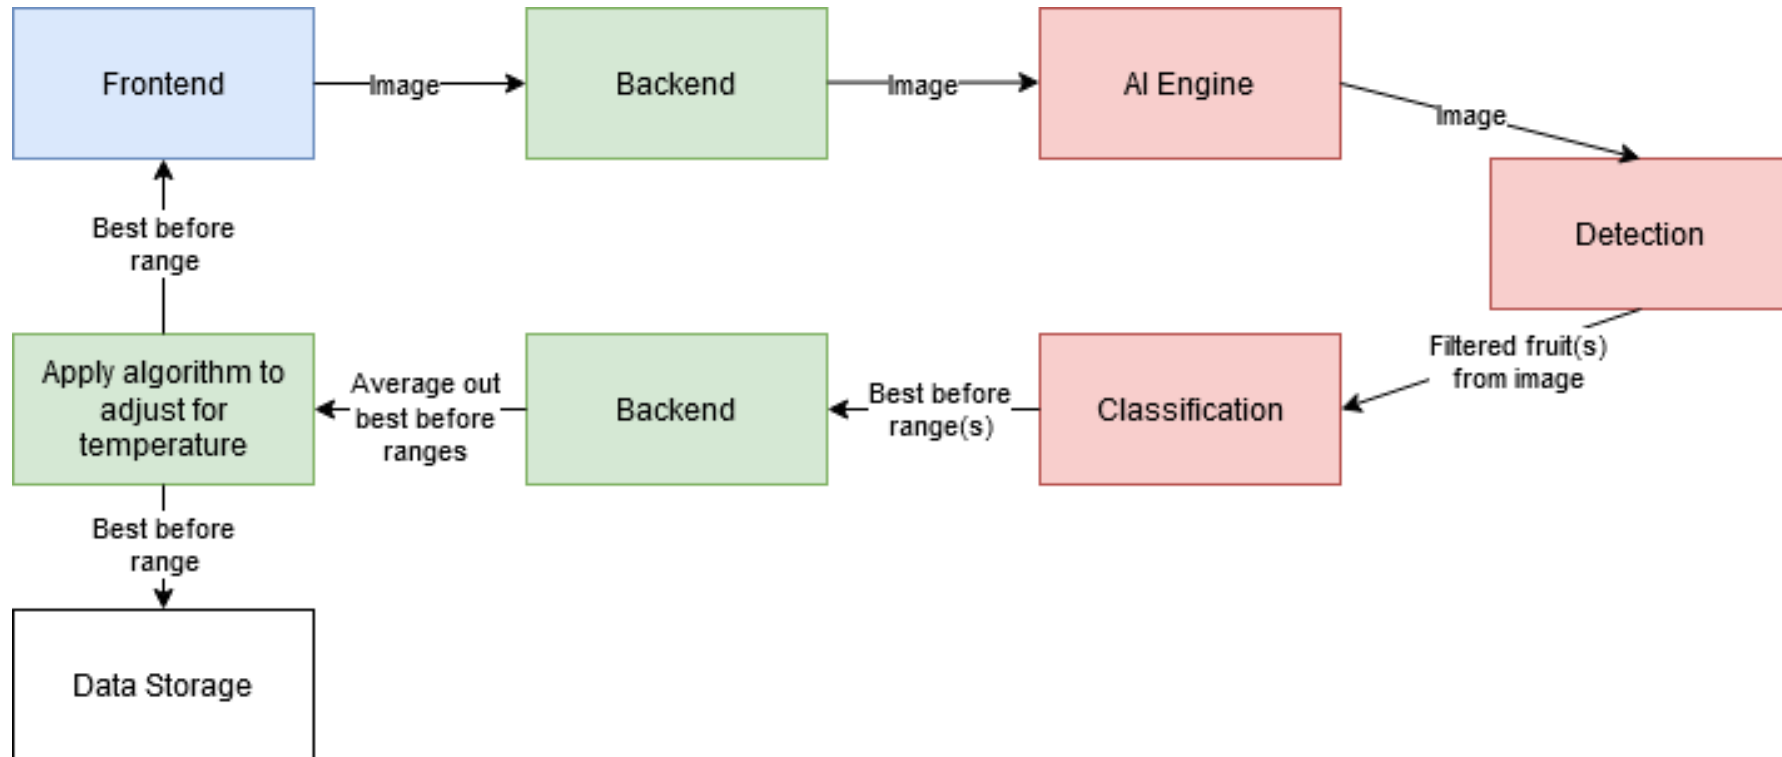 Frontend
Image
Backend
Image
AI Engine
Image
Detection
Best before
range
Filtered fruit(s)
from image
Apply algorithm to
adjust for
temperature
Average out
best before
ranges
Backend
Best before
range(s)
Classification
Best before
range
Data Storage